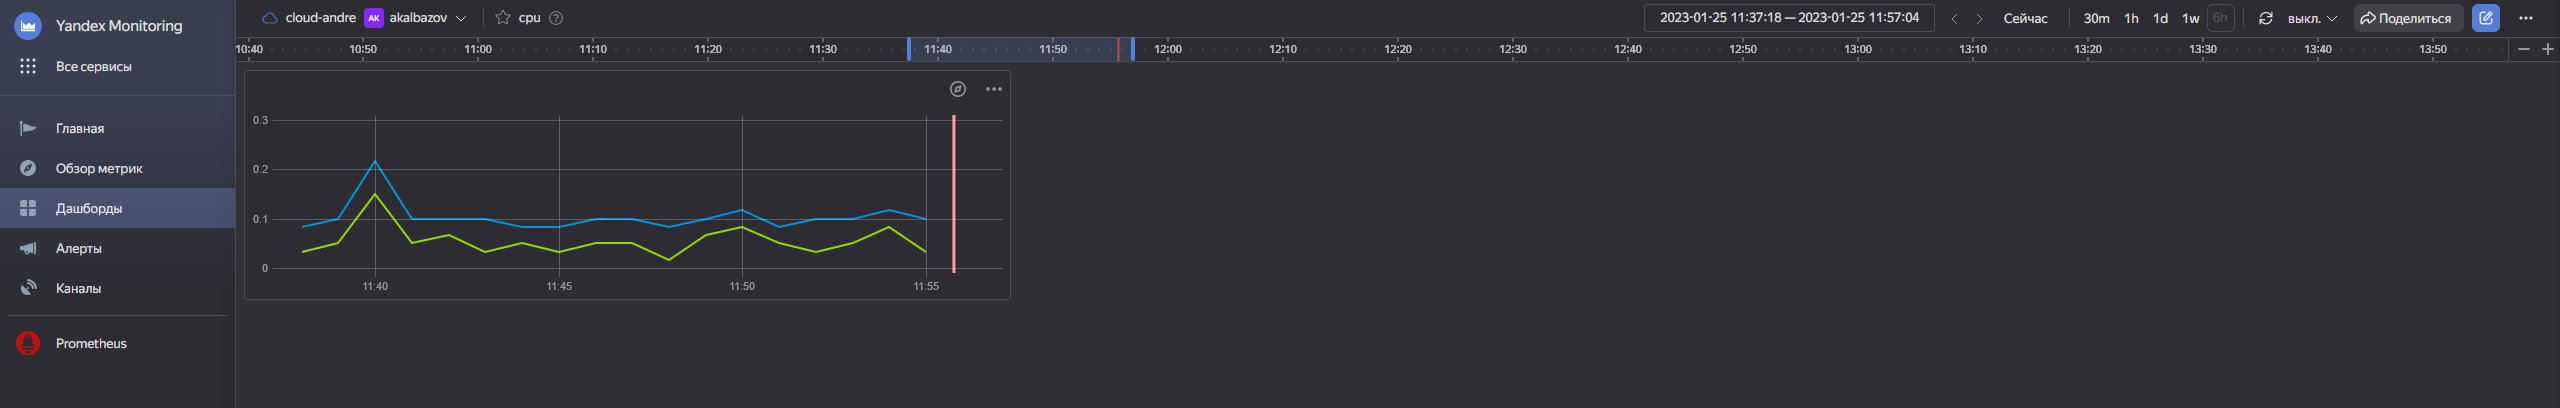 Yandex Monitoring
Все сервисы
Главная
Обзор метрик
Дашборды
Алерты
Каналы
Prometheus
cloud-andre AK akalbazov cpu ?
2023-01-25 11:37:18 — 2023-01-25 11:57:04 Сейчас 30m 1h 1d 1w 6h выкл. Поделиться
10:40 10:50 11:00 11:10 11:20 11:30 11:40 11:50 12:00 12:10 12:20 12:30 12:40 12:50 13:00 13:10 13:20 13:30 13:40 13:50
0.3
0.2
0.1
0
11:40 11:45 11:50 11:55